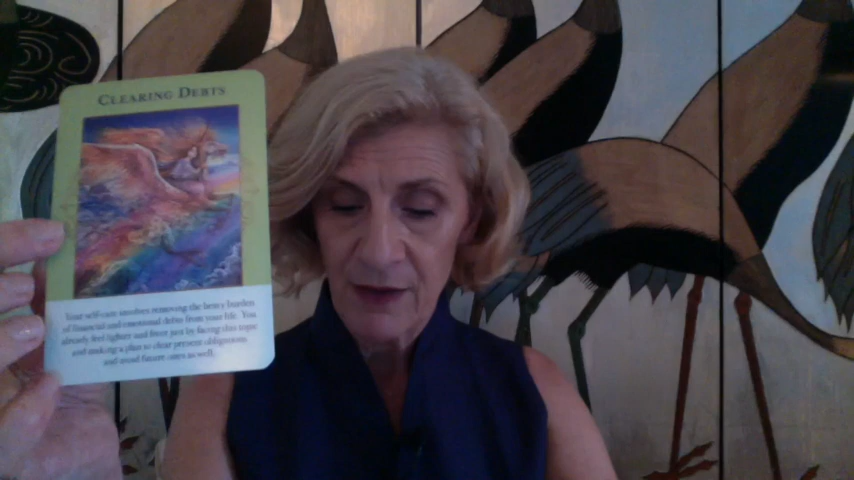 CLEARING DEBTS
Your self-care involves removing the heavy burden
of financial and emotional debts from your life. You
already feel lighter and freer just by facing this topic
and making a plan to clear present obligations
and avoid future ones as well.